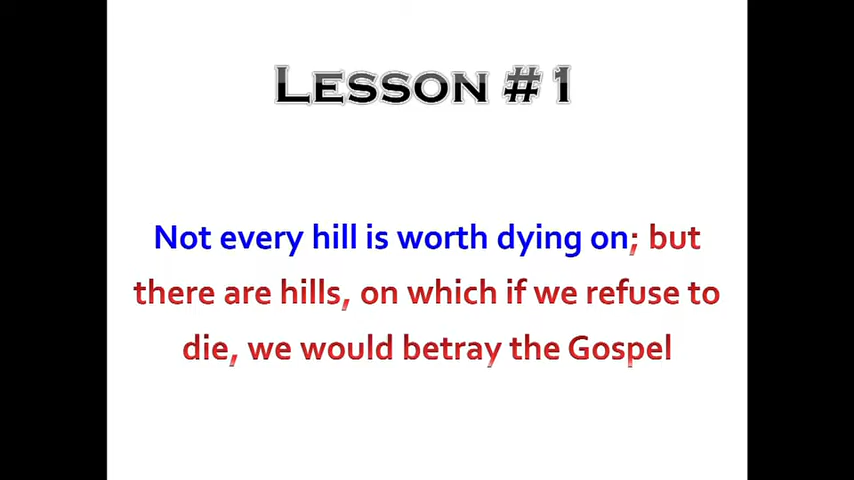 Lesson #1
Not every hill is worth dying on; but
there are hills, on which if we refuse to
die, we would betray the Gospel